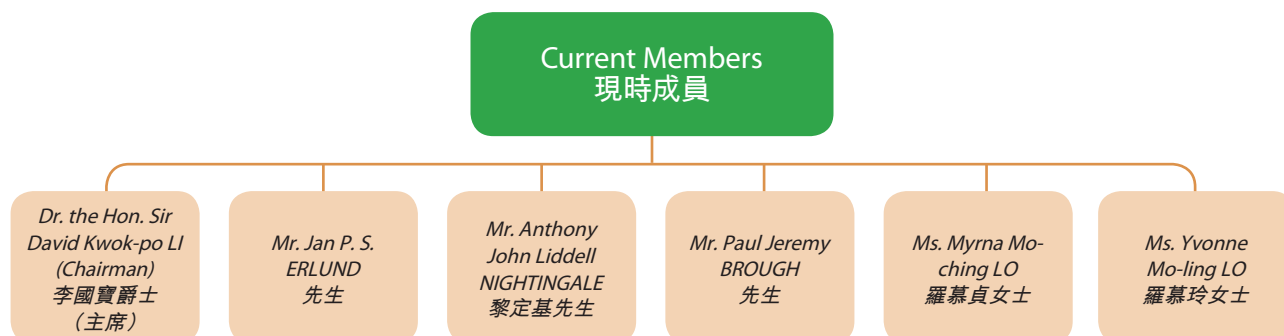 Current Members
現時成員
Dr. the Hon. Sir
David Kwok-po LI
(Chairman)
李國寶爵士
（主席）
Mr. Jan P. S.
ERLUND
先生
Mr. Anthony
John Liddell
NIGHTINGALE
黎定基先生
Mr. Paul Jeremy
BROUGH
先生
Ms. Myrna Mo-
ching LO
羅慕貞女士
Ms. Yvonne
Mo-ling LO
羅慕玲女士